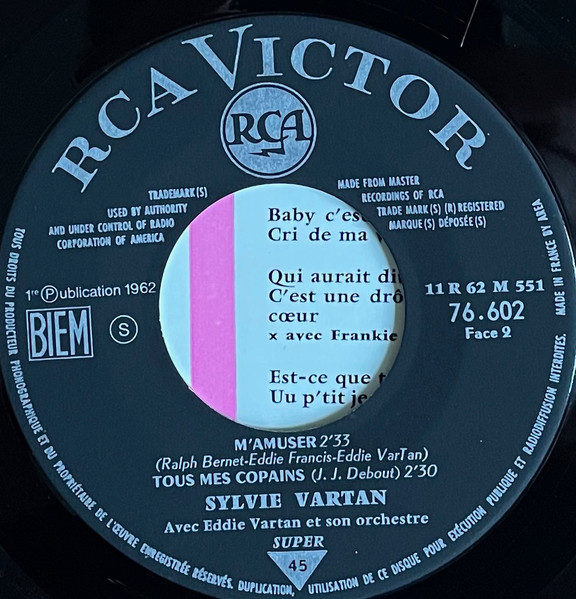 RCA VICTOR
RCA
TRADEMARK(S)
USED BY AUTHORITY
AND UNDER CONTROL OF RADIO
CORPORATION OF AMERICA
MADE FROM MASTER
RECORDINGS OF RCA
TRADE MARK(S) (R) REGISTERED
MARQUE(S) DÉPOSÉE(S)
Baby c'es
Cri de ma
Qui aurait dit
C'est une drô
cœur
x avec Frankie
Est-ce que t
Uu p'tit je
1re Ⓟublication 1962
BIEM
S
11 R 62 M 551
76.602
Face 2
M'AMUSER 2'33
(Ralph Bernet-Eddie Francis-Eddie VarTan)
TOUS MES COPAINS (J. J. Debout) 2'30
SYLVIE VARTAN
Avec Eddie Vartan et son orchestre
SUPER
45
TOUS DROITS DU PRODUCTEUR PHONOGRAPHIQUE ET DU PROPRIÉTAIRE DE L'ŒUVRE ENREGISTRÉE RÉSERVÉS. DUPLICATION, UTILISATION DE CE DISQUE POUR EXÉCUTION PUBLIQUE ET RADIODIFFUSION INTERDITES. MADE IN FRANCE BY AREA